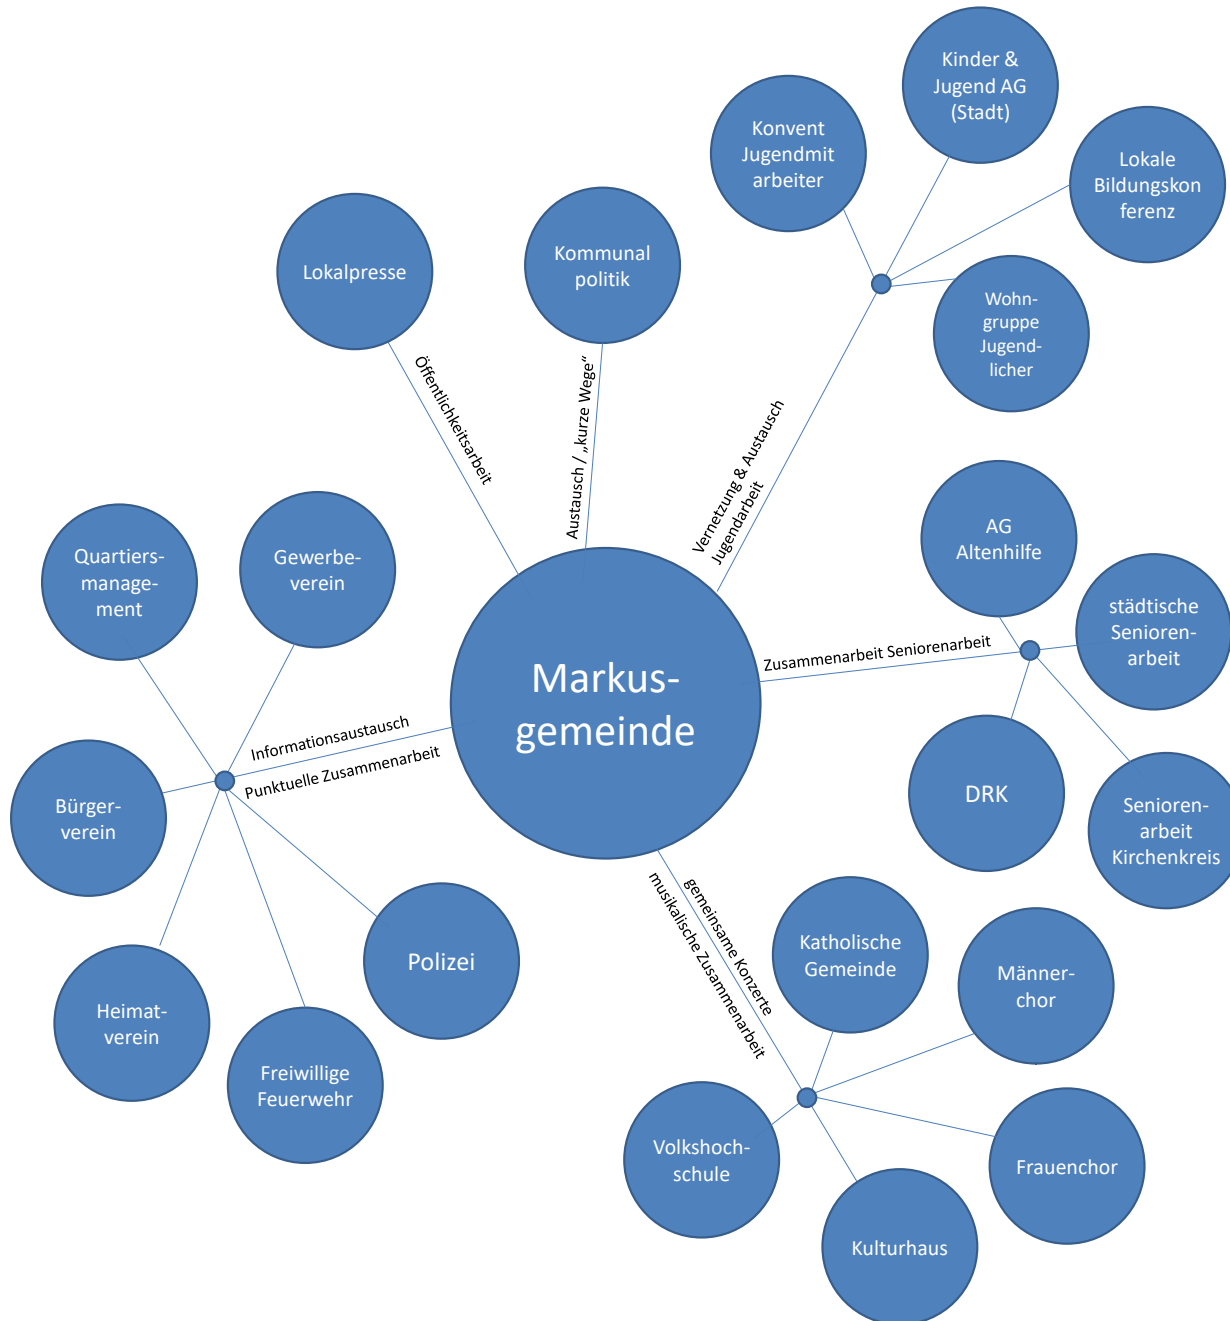 Kinder &
Jugend AG
(Stadt)
Konvent
Jugendmit
arbeiter
Lokale
Bildungskon
ferenz
Lokalpresse
Kommunal
politik
Wohn-
gruppe
Jugend-
licher
Öffentlichkeitsarbeit
Austausch / „kurze Wege“
Vernetzung & Austausch
Jugendarbeit
Quartiers-
manage-
ment
Gewerbe-
verein
AG
Altenhilfe
städtische
Senioren-
arbeit
Zusammenarbeit Seniorenarbeit
Markus-
gemeinde
Informationsaustausch
Punktuelle Zusammenarbeit
Bürger-
verein
DRK
Senioren-
arbeit
Kirchenkreis
gemeinsame Konzerte
musikalische Zusammenarbeit
Polizei
Katholische
Gemeinde
Männer-
chor
Heimat-
verein
Freiwillige
Feuerwehr
Volkshoch-
schule
Frauenchor
Kulturhaus